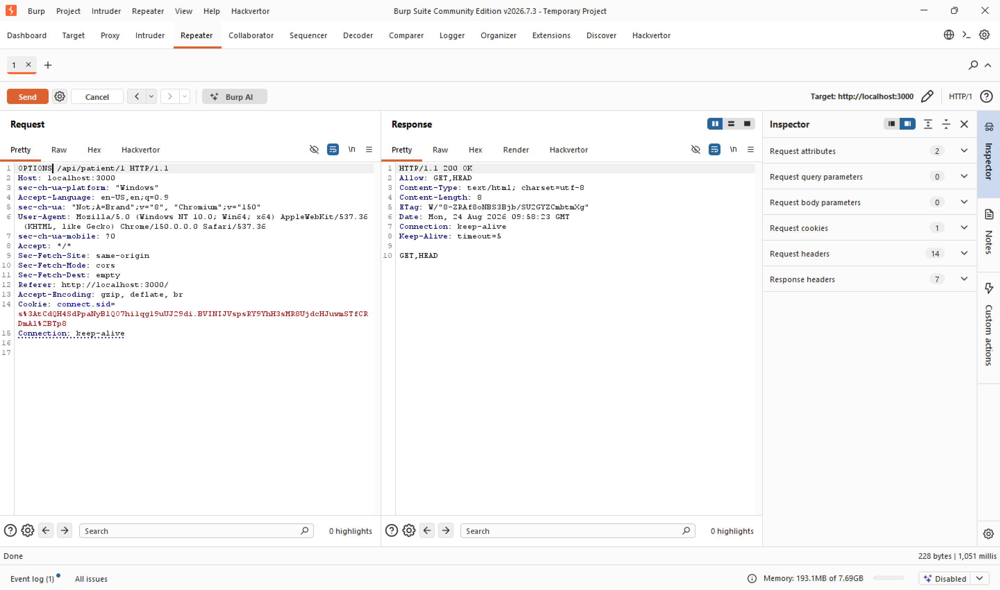 Burp Project Intruder Repeater View Help Hackvertor
Burp Suite Community Edition v2026.7.3 - Temporary Project
Dashboard Target Proxy Intruder Repeater Collaborator Sequencer Decoder Comparer Logger Organizer Extensions Discover Hackvertor
1
Send Cancel Burp AI
Target: http://localhost:3000 HTTP/1
Request
Pretty Raw Hex Hackvertor
\n
1 OPTIONS /api/patient/1 HTTP/1.1
2 Host: localhost:3000
3 sec-ch-ua-platform: "Windows"
4 Accept-Language: en-US,en;q=0.9
5 sec-ch-ua: "Not;A=Brand";v="8", "Chromium";v="150"
6 User-Agent: Mozilla/5.0 (Windows NT 10.0; Win64; x64) AppleWebKit/537.36
(KHTML, like Gecko) Chrome/150.0.0.0 Safari/537.36
7 sec-ch-ua-mobile: ?0
8 Accept: */*
9 Sec-Fetch-Site: same-origin
10 Sec-Fetch-Mode: cors
11 Sec-Fetch-Dest: empty
12 Referer: http://localhost:3000/
13 Accept-Encoding: gzip, deflate, br
14 Cookie: connect.sid=
15 Connection: keep-alive
16
17
Search
0 highlights
Response
Pretty Raw Hex Render Hackvertor
\n
1 HTTP/1.1 200 OK
2 Allow: GET,HEAD
3 Content-Type: text/html; charset=utf-8
4 Content-Length: 8
5 ETag: W/"8-ZRAf8oNBS3Bjb/SU2GYZCmbtmXg"
6 Date: Mon, 24 Aug 2026 09:58:23 GMT
7 Connection: keep-alive
8 Keep-Alive: timeout=5
9
10 GET,HEAD
Search
0 highlights
Inspector
Request attributes 2
Request query parameters 0
Request body parameters 0
Request cookies 1
Request headers 14
Response headers 7
Inspector
Notes
Custom actions
Done
228 bytes | 1,051 millis
Event log (1) All issues
Memory: 193.1MB of 7.69GB
Disabled